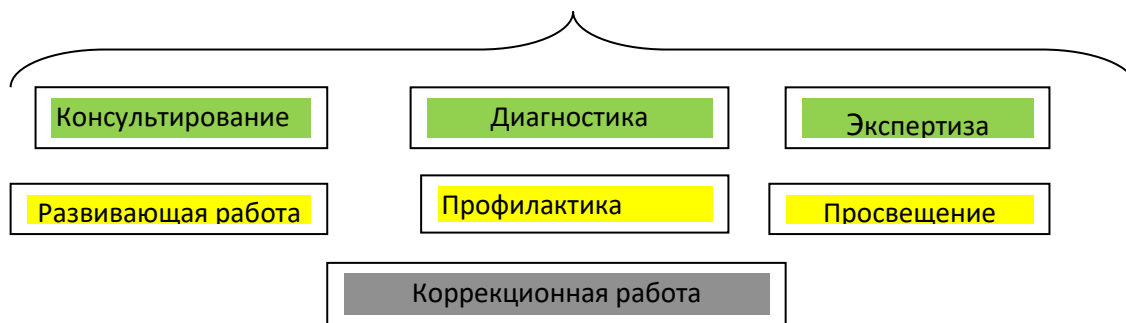 Консультирование
Диагностика
Экспертиза
Развивающая работа
Профилактика
Просвещение
Коррекционная работа